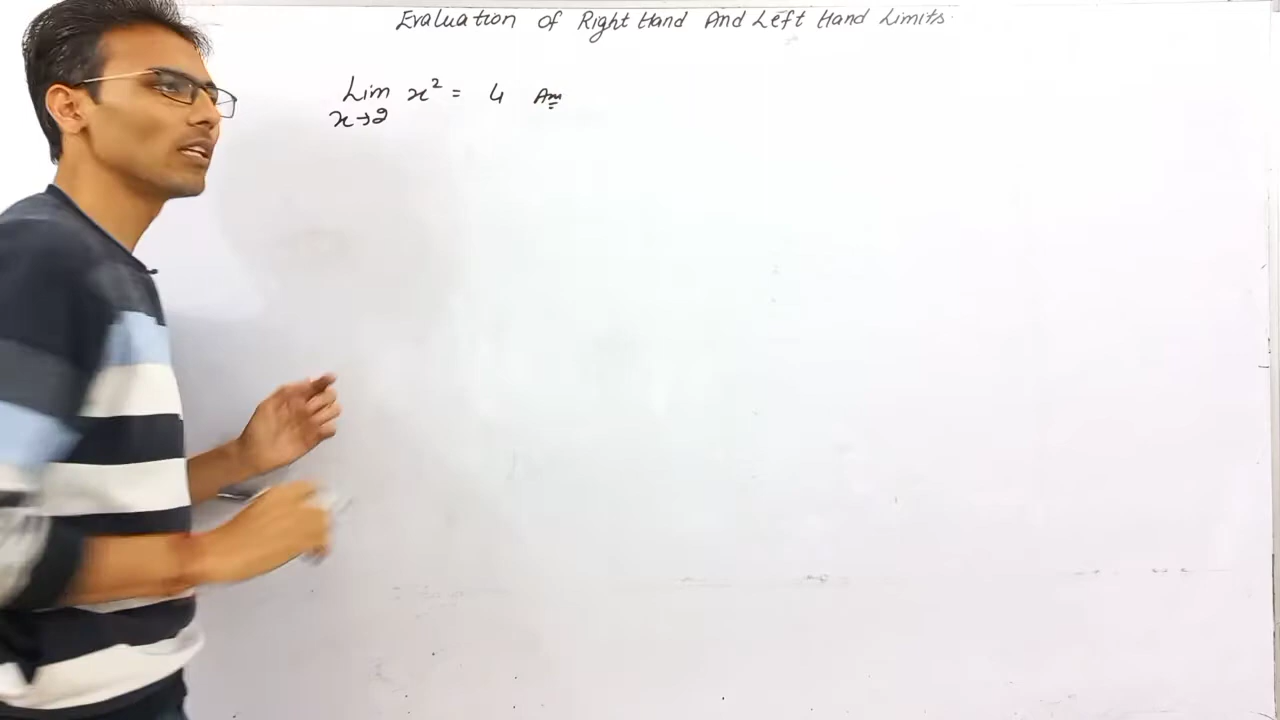 Evaluation of Right Hand And Left Hand Limits.
Lim x² = 4 Ans
x→2